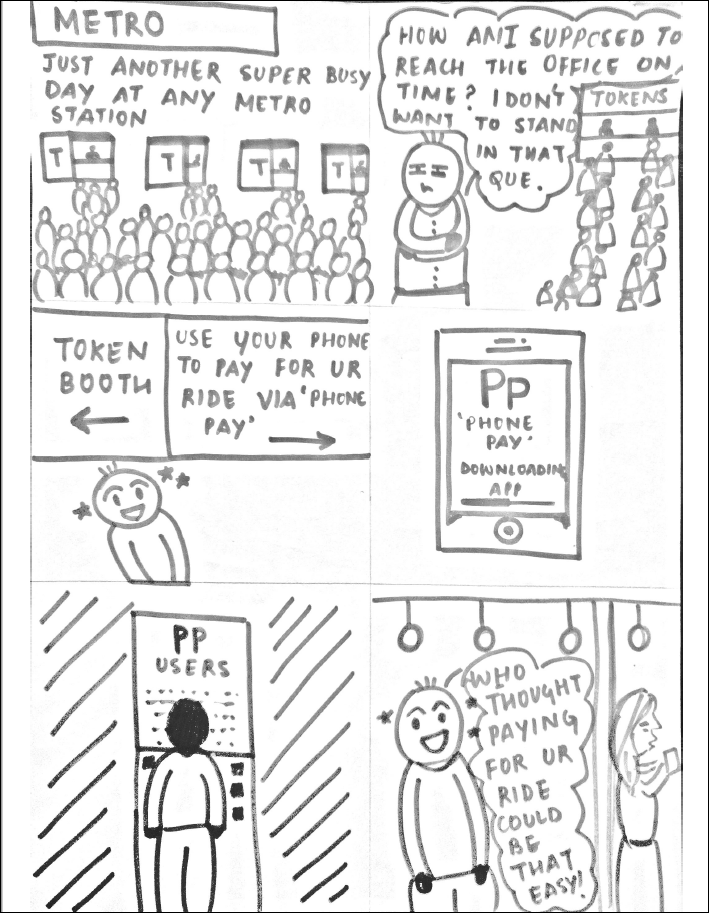 METRO
JUST ANOTHER SUPER BUSY
DAY AT ANY METRO
STATION
T
T
T
T
HOW AM I SUPPOSED TO
REACH THE OFFICE ON
TIME? I DON'T
WANT TO STAND
IN THAT
QUE.
TOKENS
TOKEN
BOOTH
USE YOUR PHONE
TO PAY FOR UR
RIDE VIA 'PHONE
PAY'
PP
'PHONE
PAY'
DOWNLOADING
APP
PP
USERS
WHO
THOUGHT
PAYING
FOR UR
RIDE
COULD
BE
THAT
EASY!